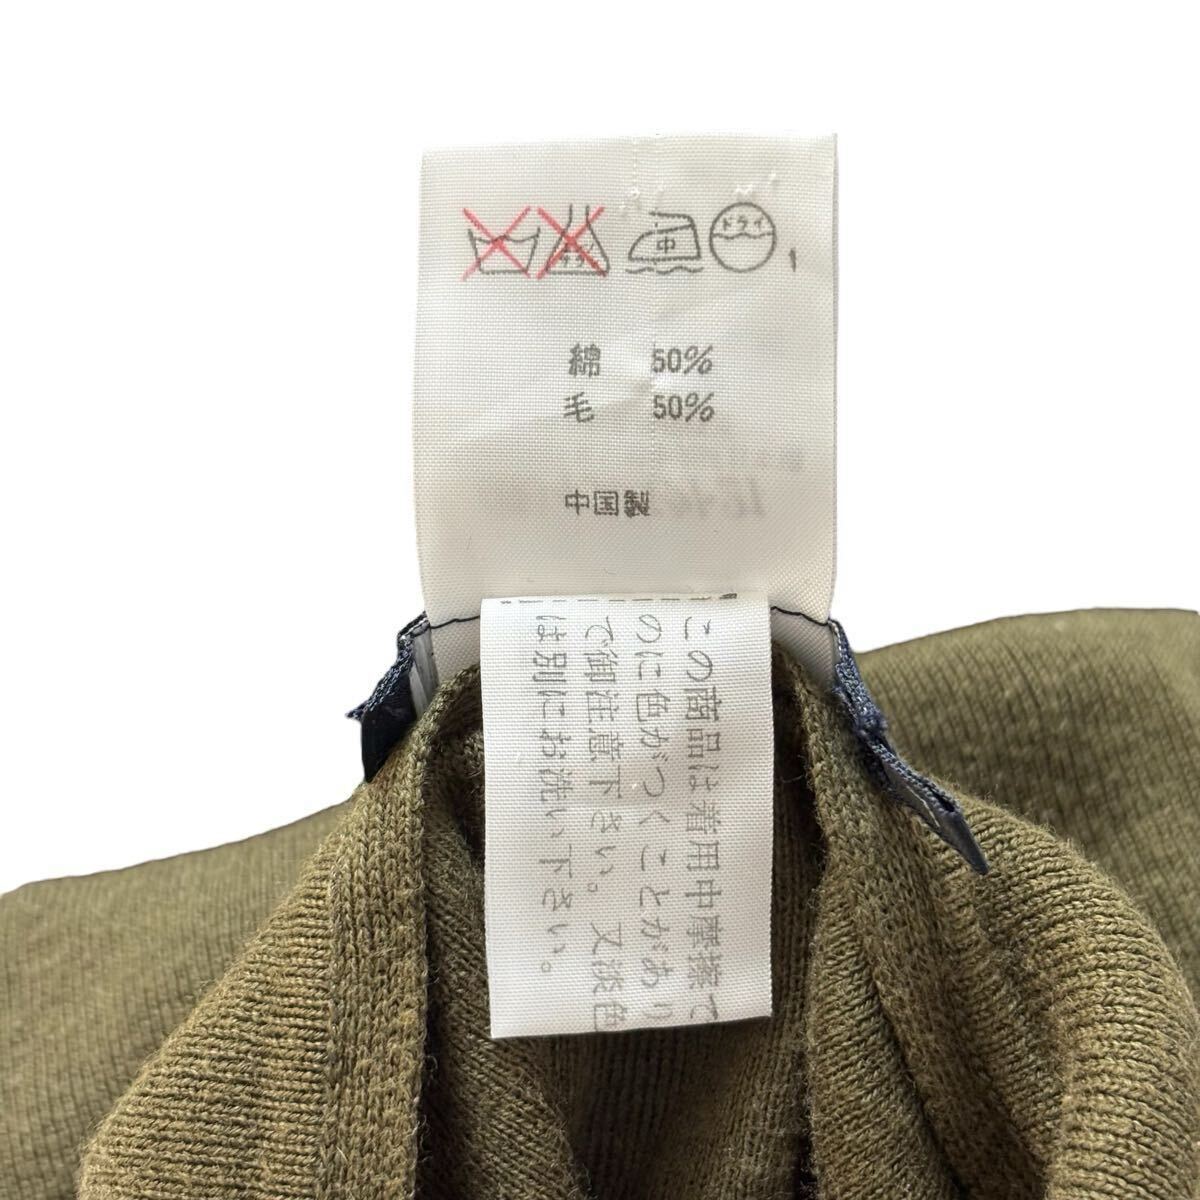 中 ドライ
綿 50%
毛 50%
中国製
この商品は着用中摩擦で
のに色がつくことがあり
で御注意下さい。又淡色
は別にお洗い下さい。